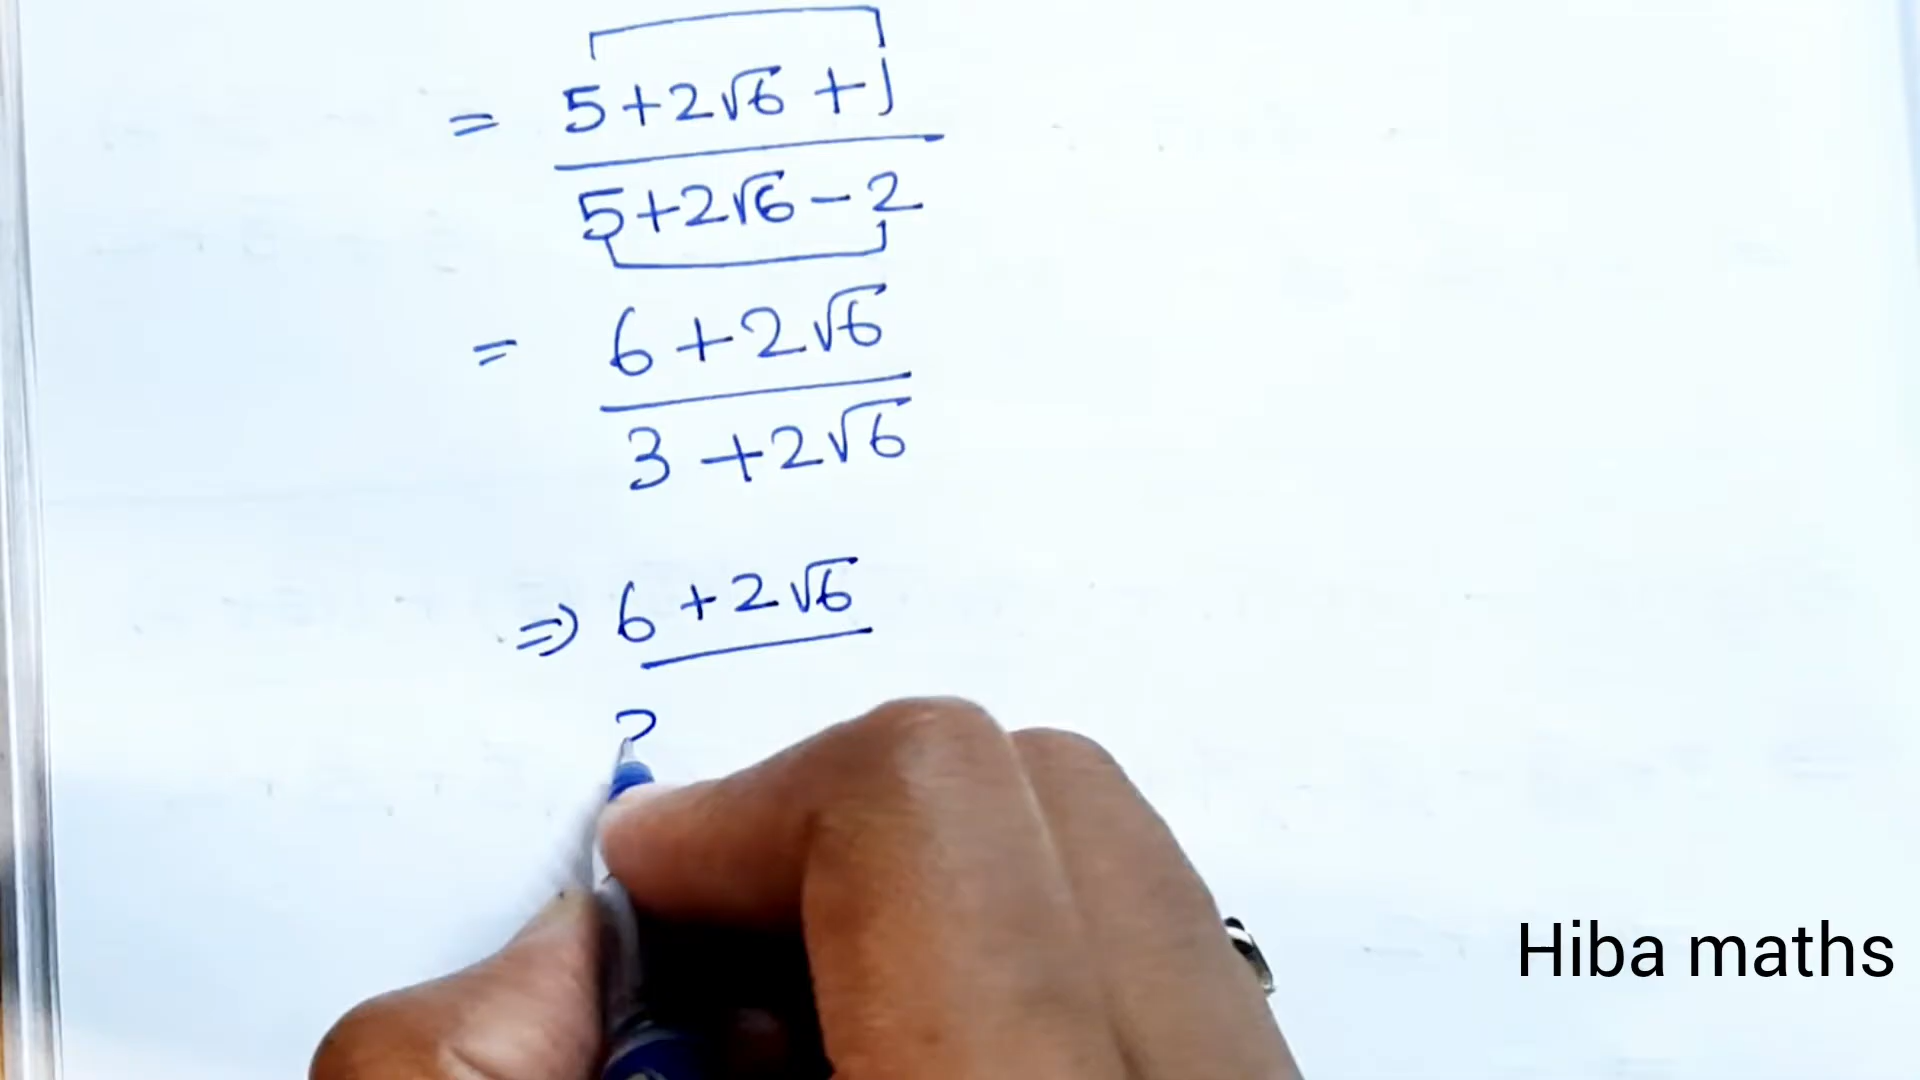 = 5+2√6 +1
5+2√6 - 2
= 6 +2√6
3 +2√6
⇒ 6 +2√6
Hiba maths